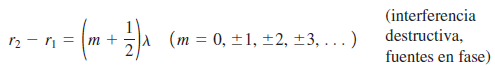 r₂ − r₁ = (m + 1/2)λ   (m = 0, ±1, ±2, ±3, . . . )
(interferencia
destructiva,
fuentes en fase)